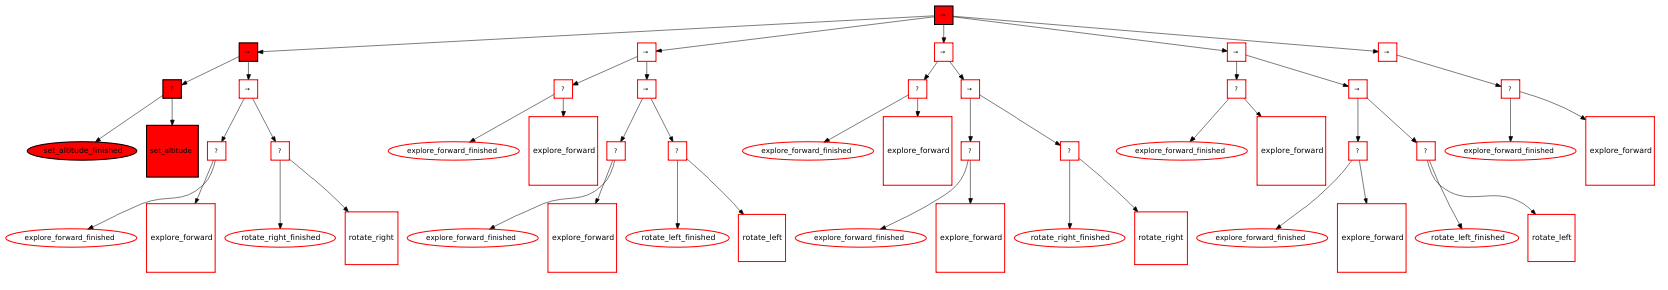 →
→ → → → →
? → ? → ? → ? → ?
set_altitude_finished set_altitude ? ? explore_forward_finished explore_forward ? ? explore_forward_finished explore_forward ? ? explore_forward_finished explore_forward ? ? explore_forward_finished explore_forward
explore_forward_finished explore_forward rotate_right_finished rotate_right explore_forward_finished explore_forward rotate_left_finished rotate_left explore_forward_finished explore_forward rotate_right_finished rotate_right explore_forward_finished explore_forward rotate_left_finished rotate_left